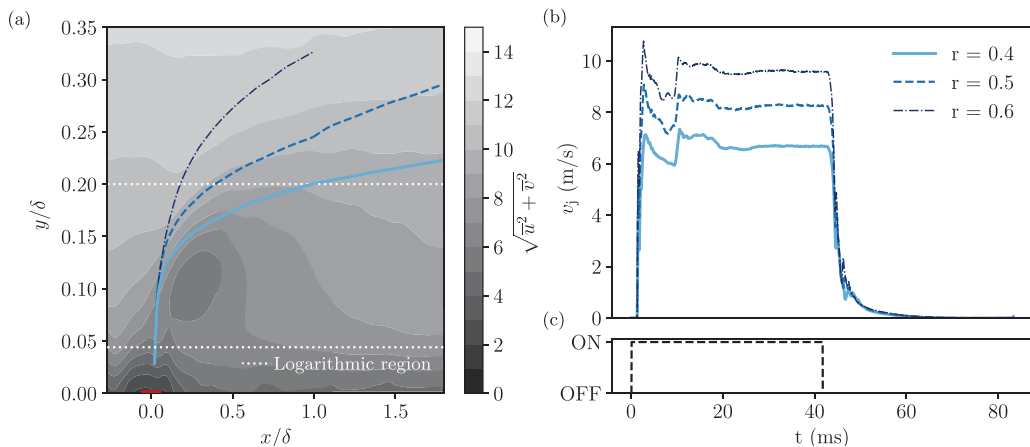 (a)
0.35
0.30
0.25
0.20
0.15
0.10
0.05
0.00
y/δ
0.0
0.5
1.0
1.5
x/δ
Logarithmic region
14
12
10
8
6
4
2
0
√u̅² + v̅²
(b)
10
8
6
4
2
0
v_j (m/s)
r = 0.4
r = 0.5
r = 0.6
(c)
ON
OFF
0
20
40
60
80
t (ms)